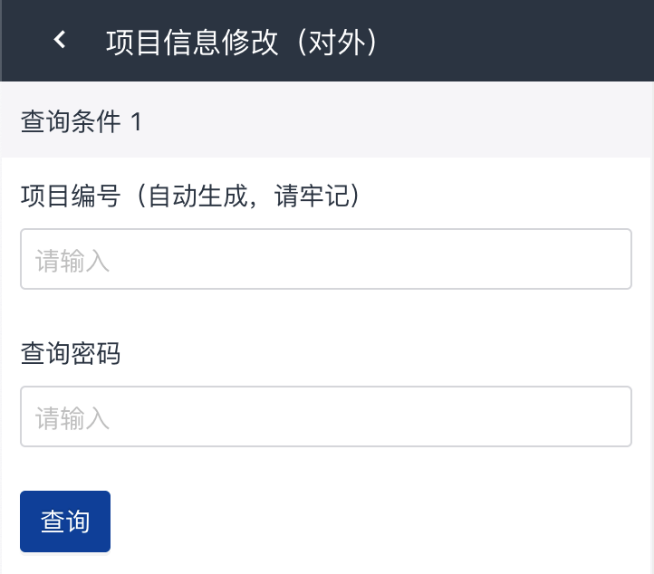 项目信息修改（对外）
查询条件 1
项目编号（自动生成，请牢记）
请输入
查询密码
请输入
查询